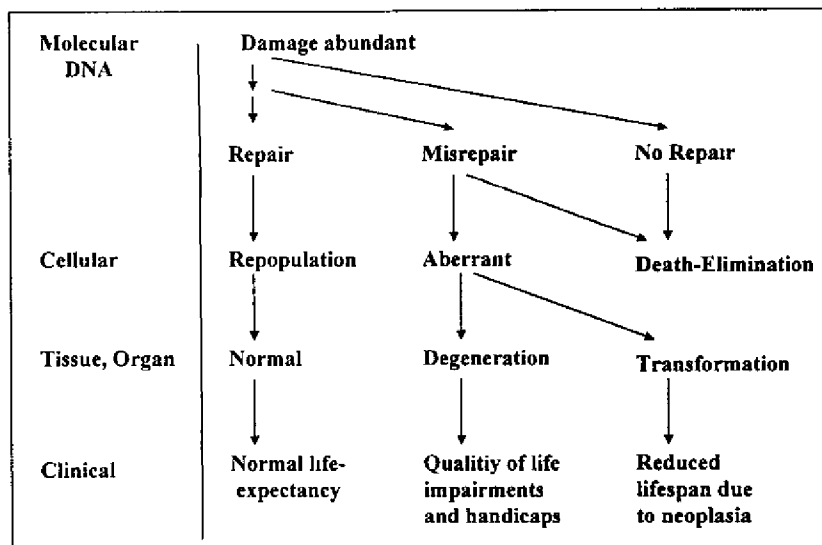 Molecular Damage abundant
DNA
Repair Misrepair No Repair
Cellular Repopulation Aberrant Death-Elimination
Tissue, Organ Normal Degeneration Transformation
Clinical Normal life- Qualitiy of life Reduced
expectancy impairments lifespan due
and handicaps to neoplasia